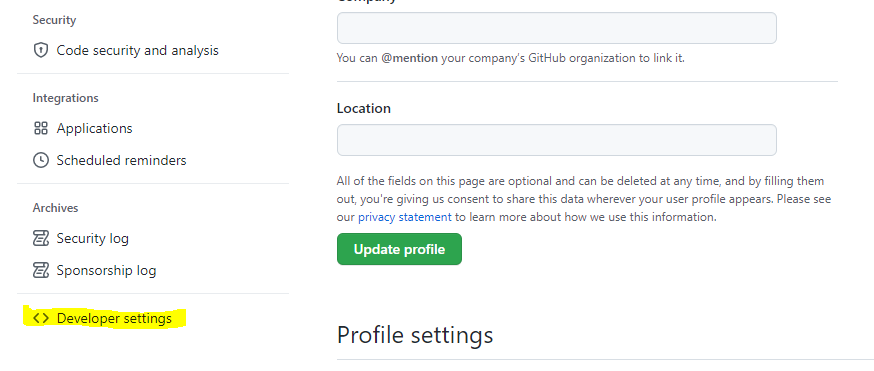 Security
Code security and analysis
Integrations
Applications
Scheduled reminders
Archives
Security log
Sponsorship log
Developer settings
Company
You can @mention your company's GitHub organization to link it.
Location
All of the fields on this page are optional and can be deleted at any time, and by filling them
out, you're giving us consent to share this data wherever your user profile appears. Please see
our privacy statement to learn more about how we use this information.
Update profile
Profile settings